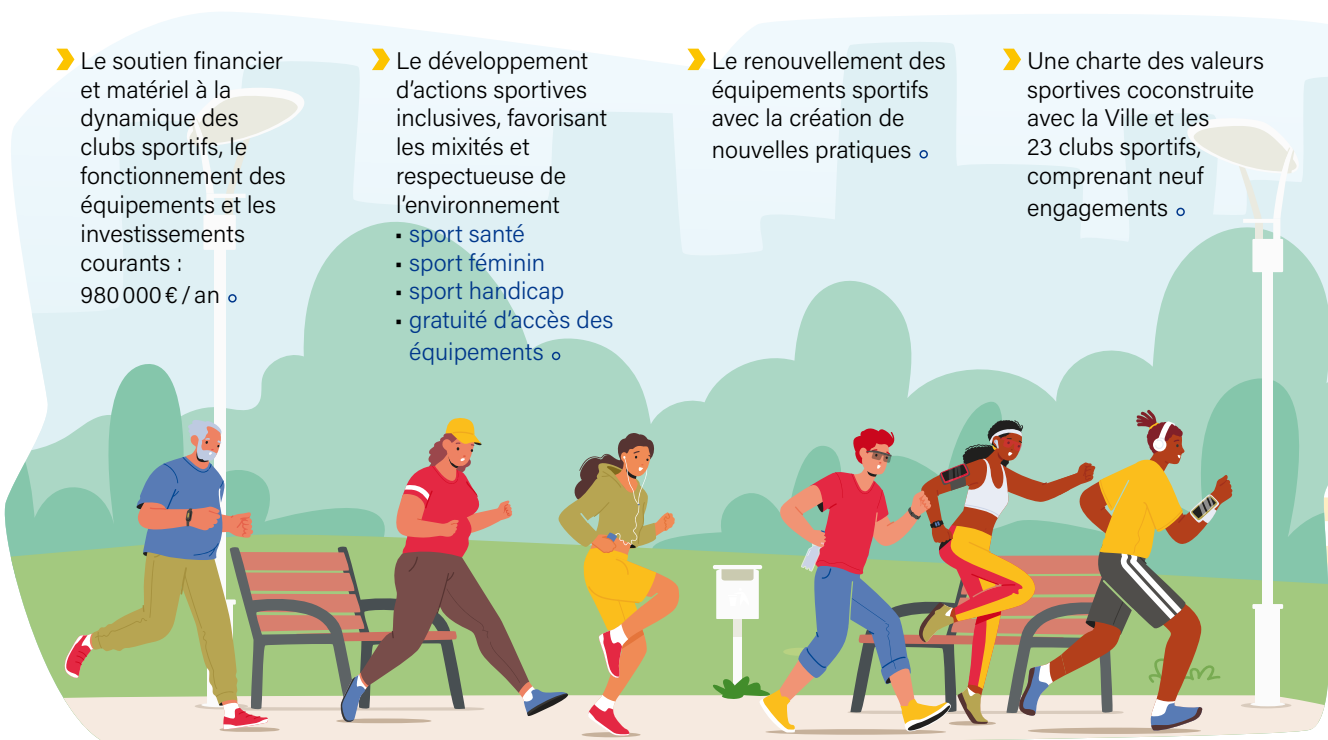 Le soutien financier
et matériel à la
dynamique des
clubs sportifs, le
fonctionnement des
équipements et les
investissements
courants :
980 000 € / an
Le développement
d'actions sportives
inclusives, favorisant
les mixités et
respectueuse de
l'environnement
▪ sport santé
▪ sport féminin
▪ sport handicap
▪ gratuité d'accès des
équipements
Le renouvellement des
équipements sportifs
avec la création de
nouvelles pratiques
Une charte des valeurs
sportives coconstruite
avec la Ville et les
23 clubs sportifs,
comprenant neuf
engagements